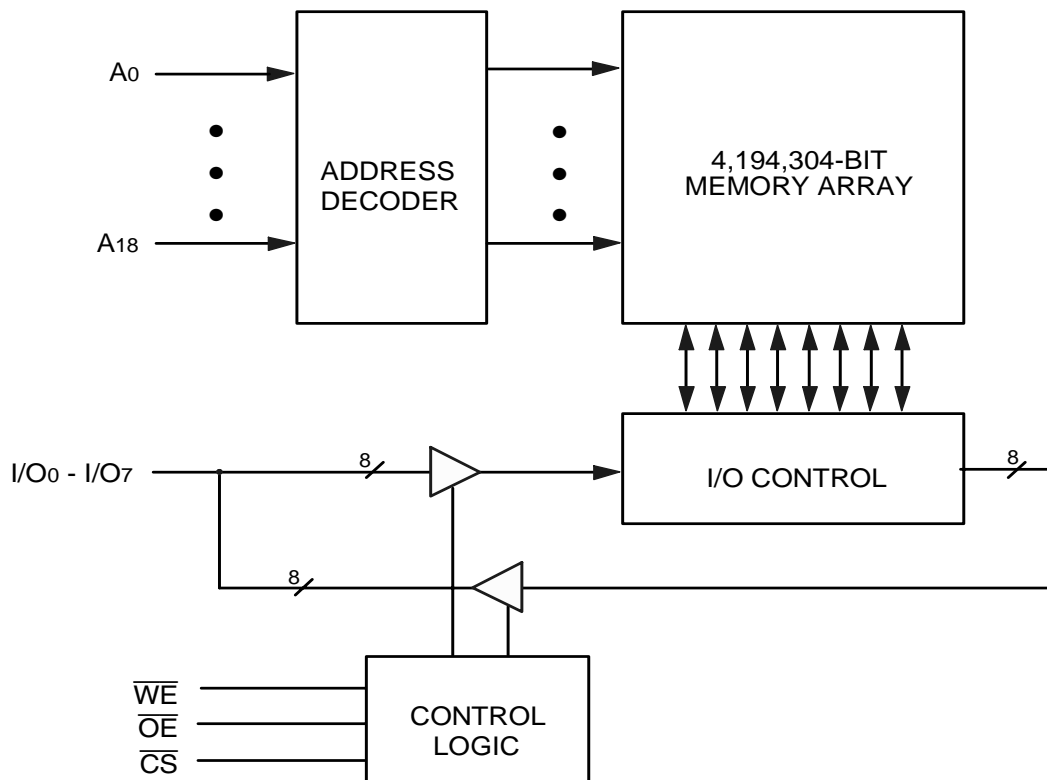 A0
A18
ADDRESS
DECODER
4,194,304-BIT
MEMORY ARRAY
I/O0 - I/O7
8
I/O CONTROL
8
8
WE
OE
CS
CONTROL
LOGIC